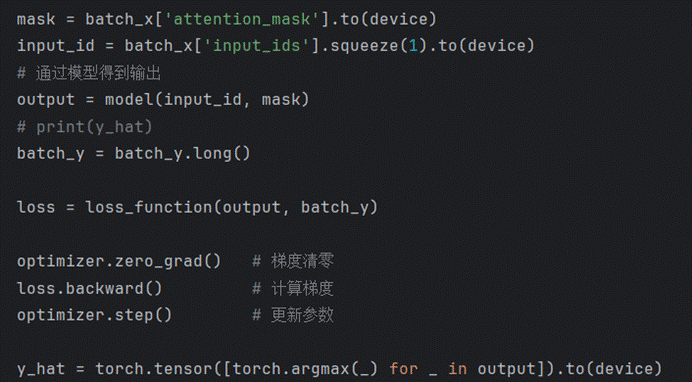 mask = batch_x['attention_mask'].to(device)
input_id = batch_x['input_ids'].squeeze(1).to(device)
# 通过模型得到输出
output = model(input_id, mask)
# print(y_hat)
batch_y = batch_y.long()
loss = loss_function(output, batch_y)
optimizer.zero_grad()   # 梯度清零
loss.backward()         # 计算梯度
optimizer.step()        # 更新参数
y_hat = torch.tensor([torch.argmax(_) for _ in output]).to(device)